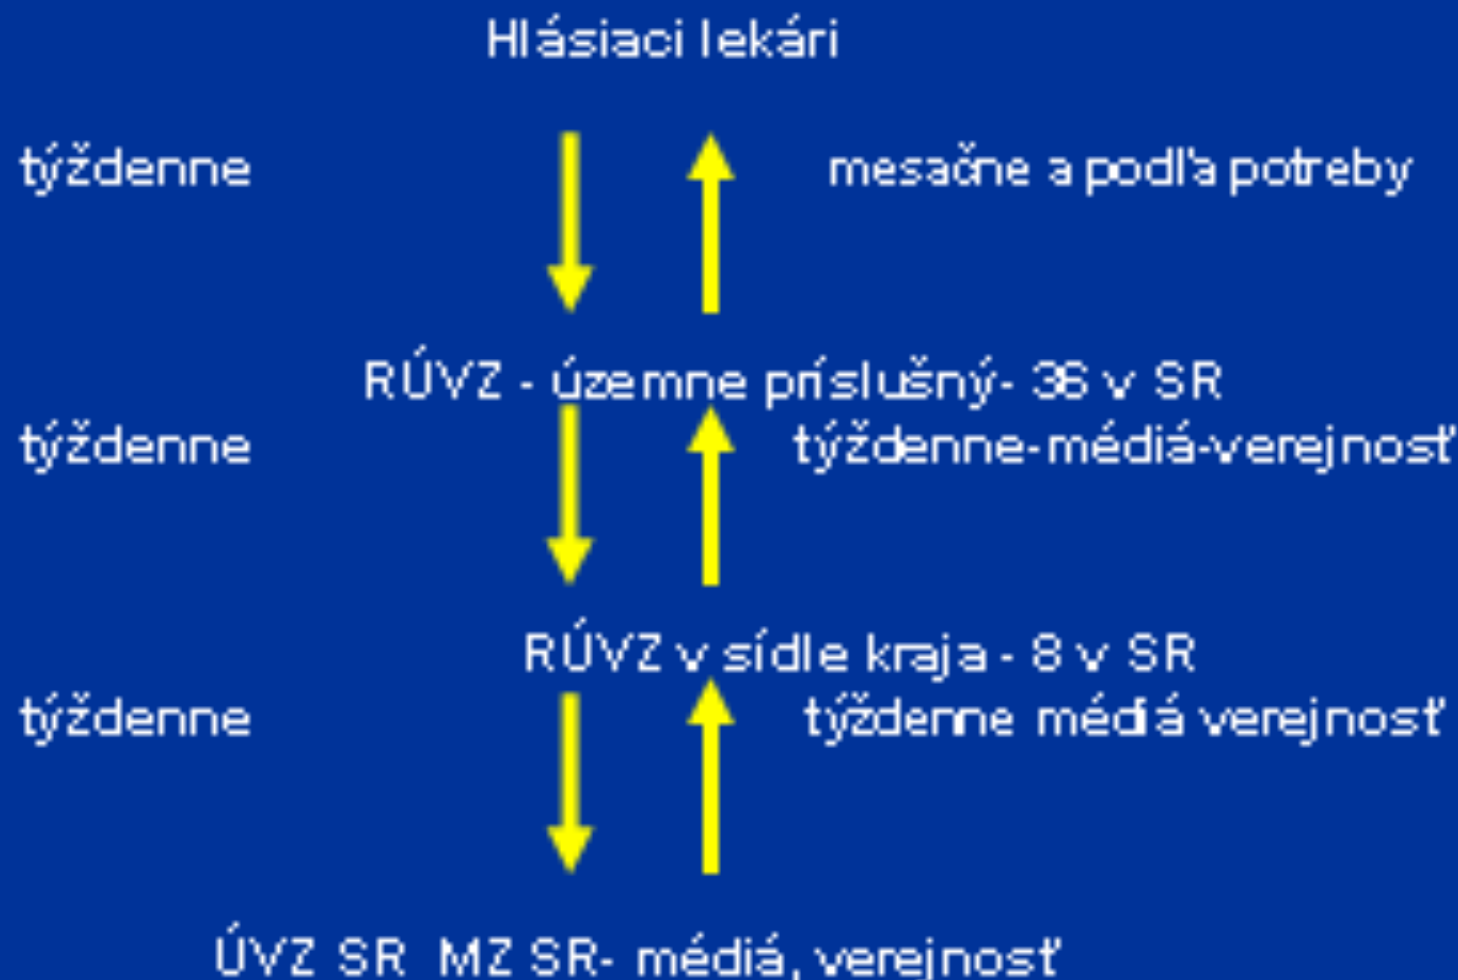 Hlásiaci lekári
týždenne mesačne a podľa potreby
RÚVZ - územne príslušný- 36 v SR
týždenne týždenne-médiá-verejnosť
RÚVZ v sídle kraja - 8 v SR
týždenne týždenne médiá verejnosť
ÚVZ SR MZ SR- médiá, verejnosť